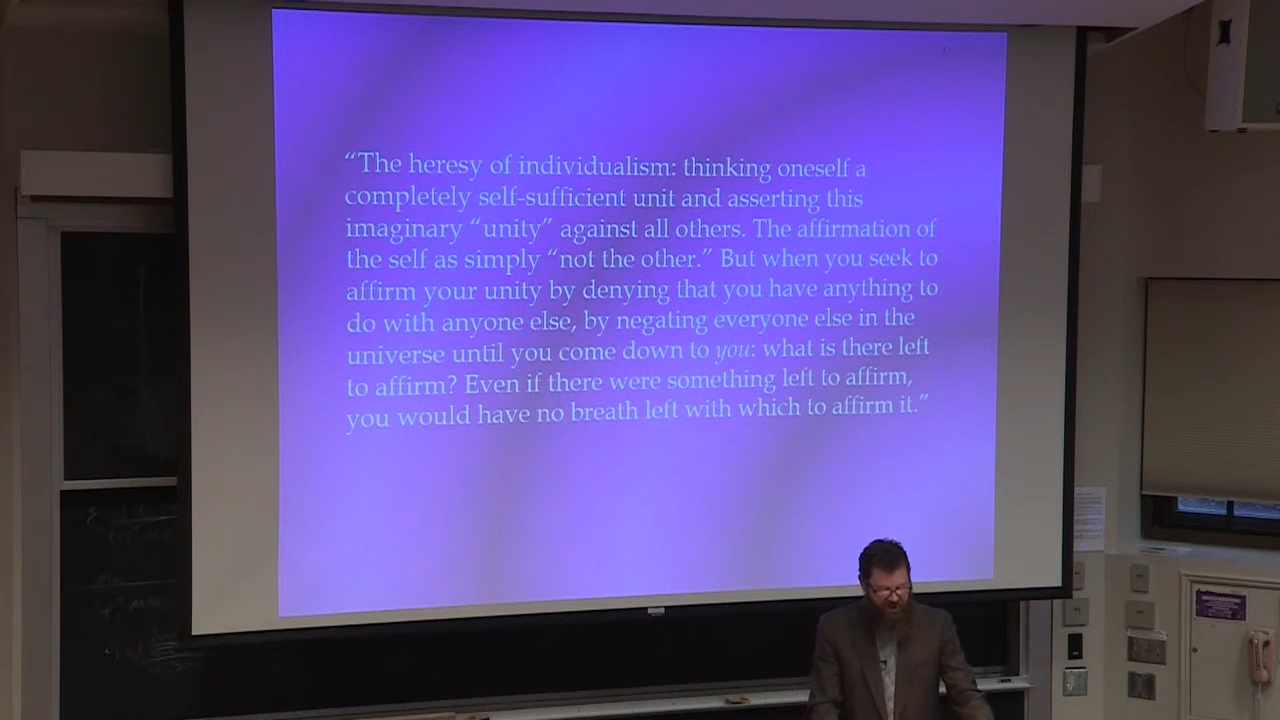 “The heresy of individualism: thinking oneself a
completely self-sufficient unit and asserting this
imaginary “unity” against all others. The affirmation of
the self as simply “not the other.” But when you seek to
affirm your unity by denying that you have anything to
do with anyone else, by negating everyone else in the
universe until you come down to you: what is there left
to affirm? Even if there were something left to affirm,
you would have no breath left with which to affirm it.”